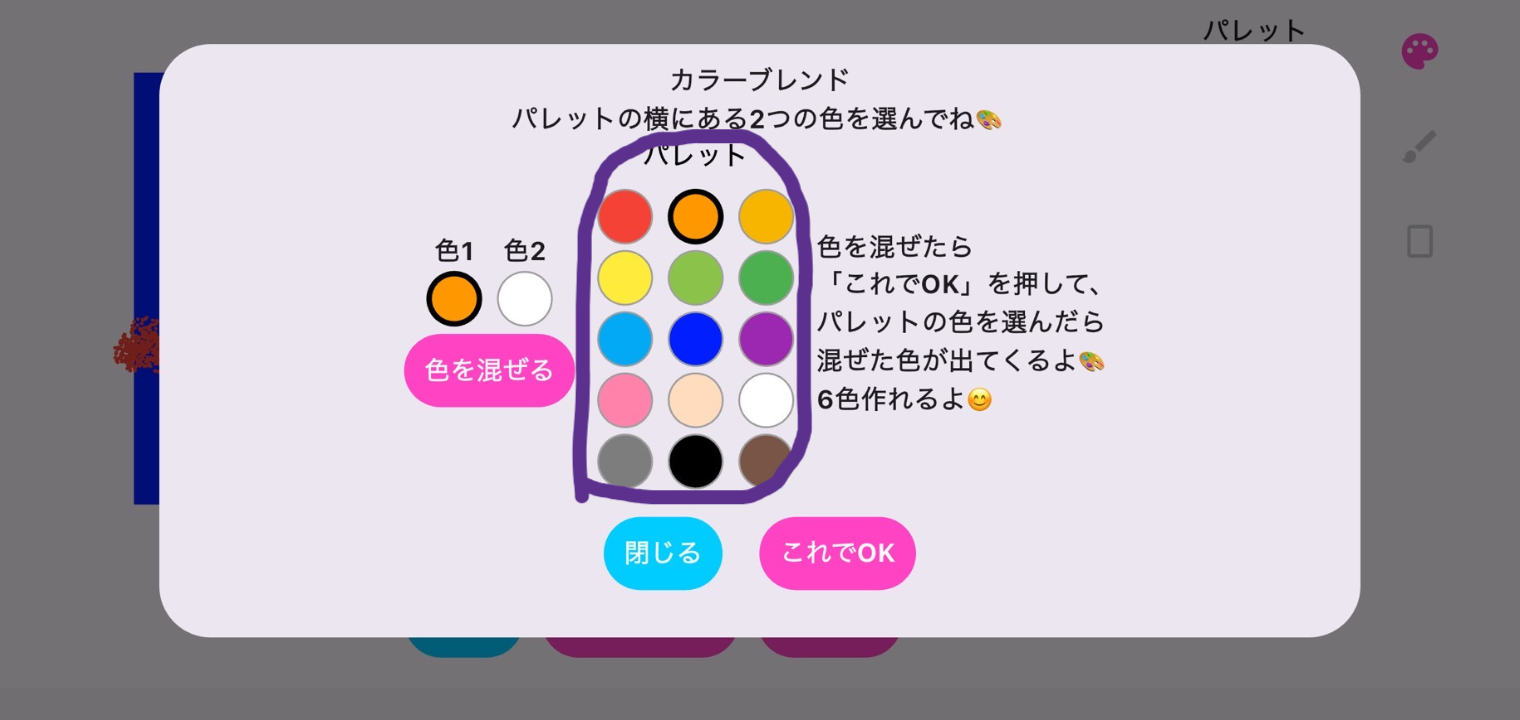 パレット
カラーブレンド
パレットの横にある2つの色を選んでね🎨
パレット
色1 色2
色を混ぜる
色を混ぜたら
「これでOK」を押して、
パレットの色を選んだら
混ぜた色が出てくるよ🎨
6色作れるよ😊
閉じる
これでOK